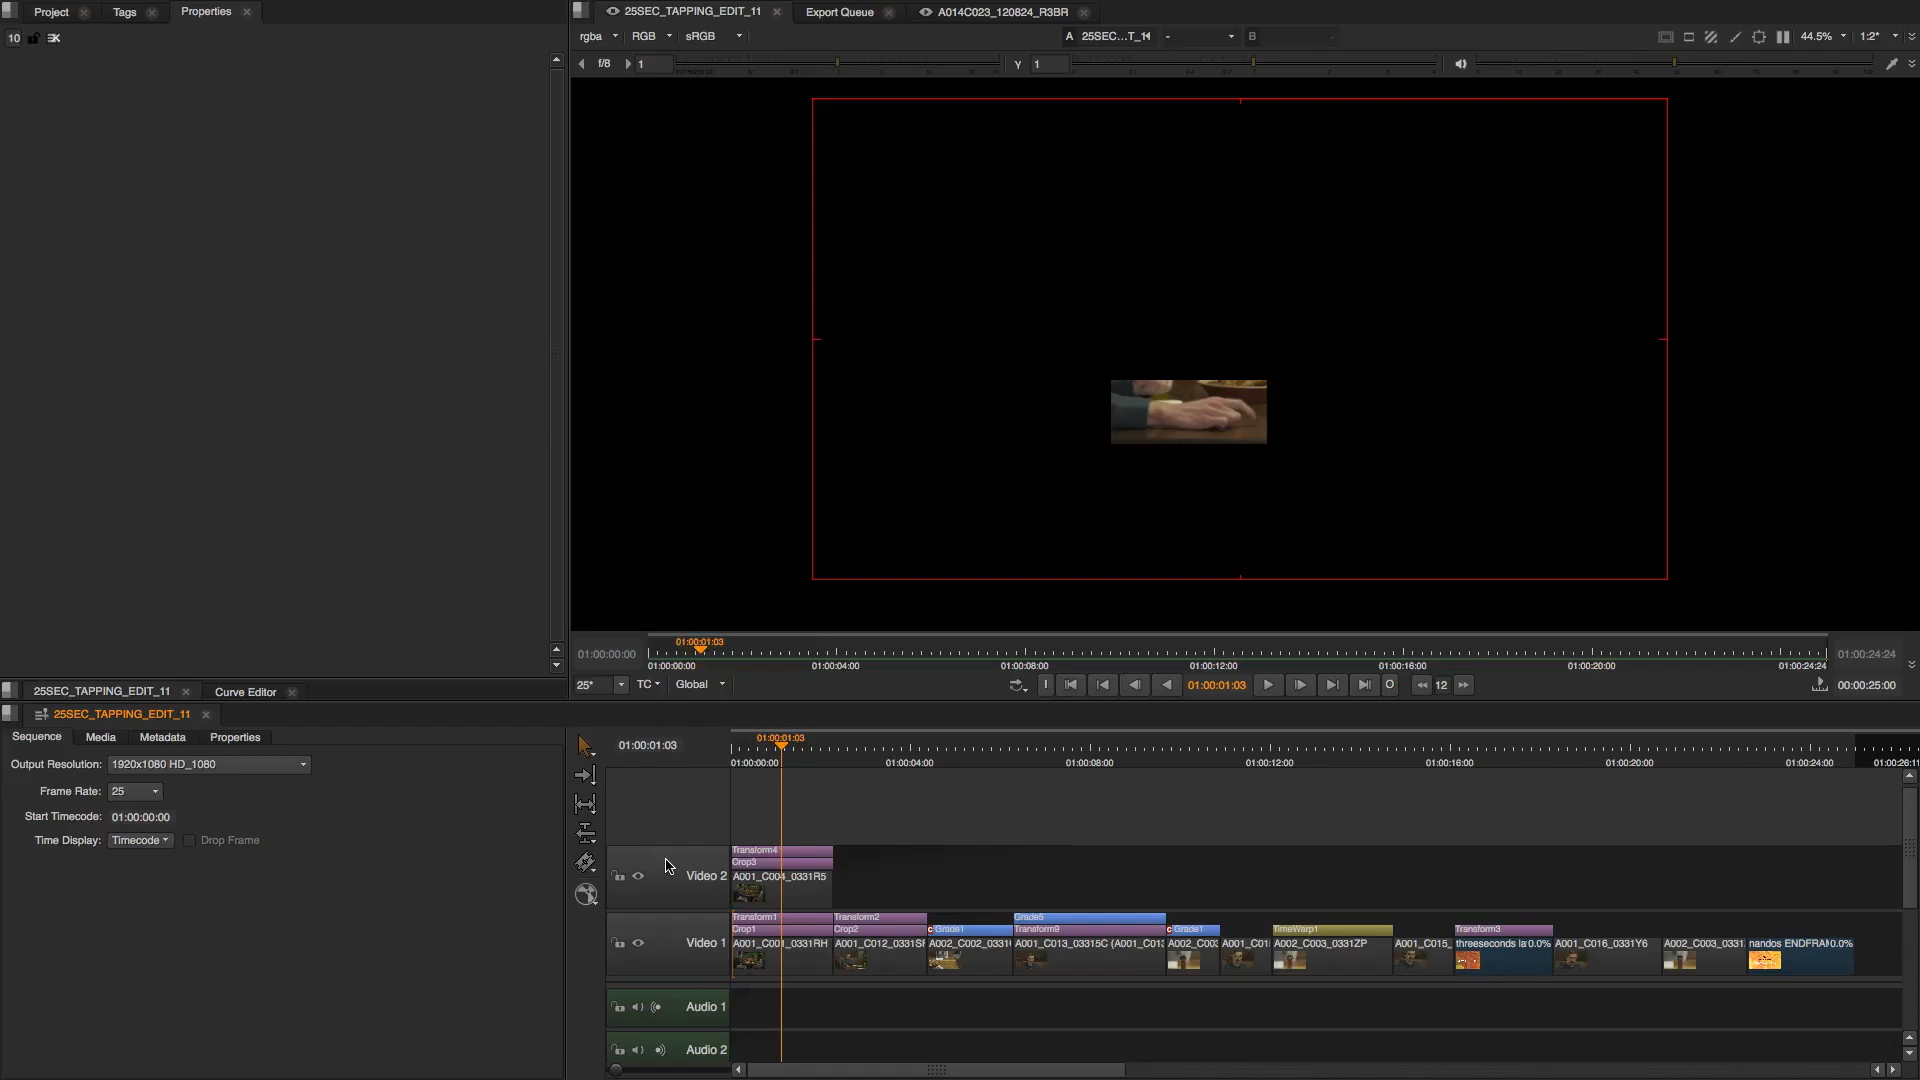 Project
Tags
Properties
25SEC_TAPPING_EDIT_11
Export Queue
A014C023_120824_R3BR
10
rgba
RGB
sRGB
A 25SEC...T_11
-
B
44.5%
1:2*
f/8
1
γ 1
01:00:01:03
01:00:00:00
01:00:00:00
01:00:04:00
01:00:08:00
01:00:12:00
01:00:16:00
01:00:20:00
01:00:24:24
01:00:24:24
25*
TC
Global
I
01:00:01:03
O
12
00:00:25:00
25SEC_TAPPING_EDIT_11
Curve Editor
25SEC_TAPPING_EDIT_11
Sequence
Media
Metadata
Properties
Output Resolution: 1920x1080 HD_1080
Frame Rate: 25
Start Timecode: 01:00:00:00
Time Display: Timecode
Drop Frame
01:00:01:03
01:00:01:03
01:00:00:00
01:00:04:00
01:00:08:00
01:00:12:00
01:00:16:00
01:00:20:00
01:00:24:00
01:00:26:11
Transform4
Crop3
Video 2
A001_C004_0331R5
Transform1
Transform2
Grade5
Crop1
Crop2
Grade1
Transform9
Grade1
TimeWarp1
Transform3
Video 1
A001_C001_0331RH
A001_C012_0331SF
A002_C002_0331
A001_C013_03315C (A001_C013
A002_C003
A001_C01
A002_C003_0331ZP
A001_C015_
threeseconds la 0.0%
A001_C016_0331Y6
A002_C003_0331
nandos ENDFRAM 0.0%
Audio 1
Audio 2